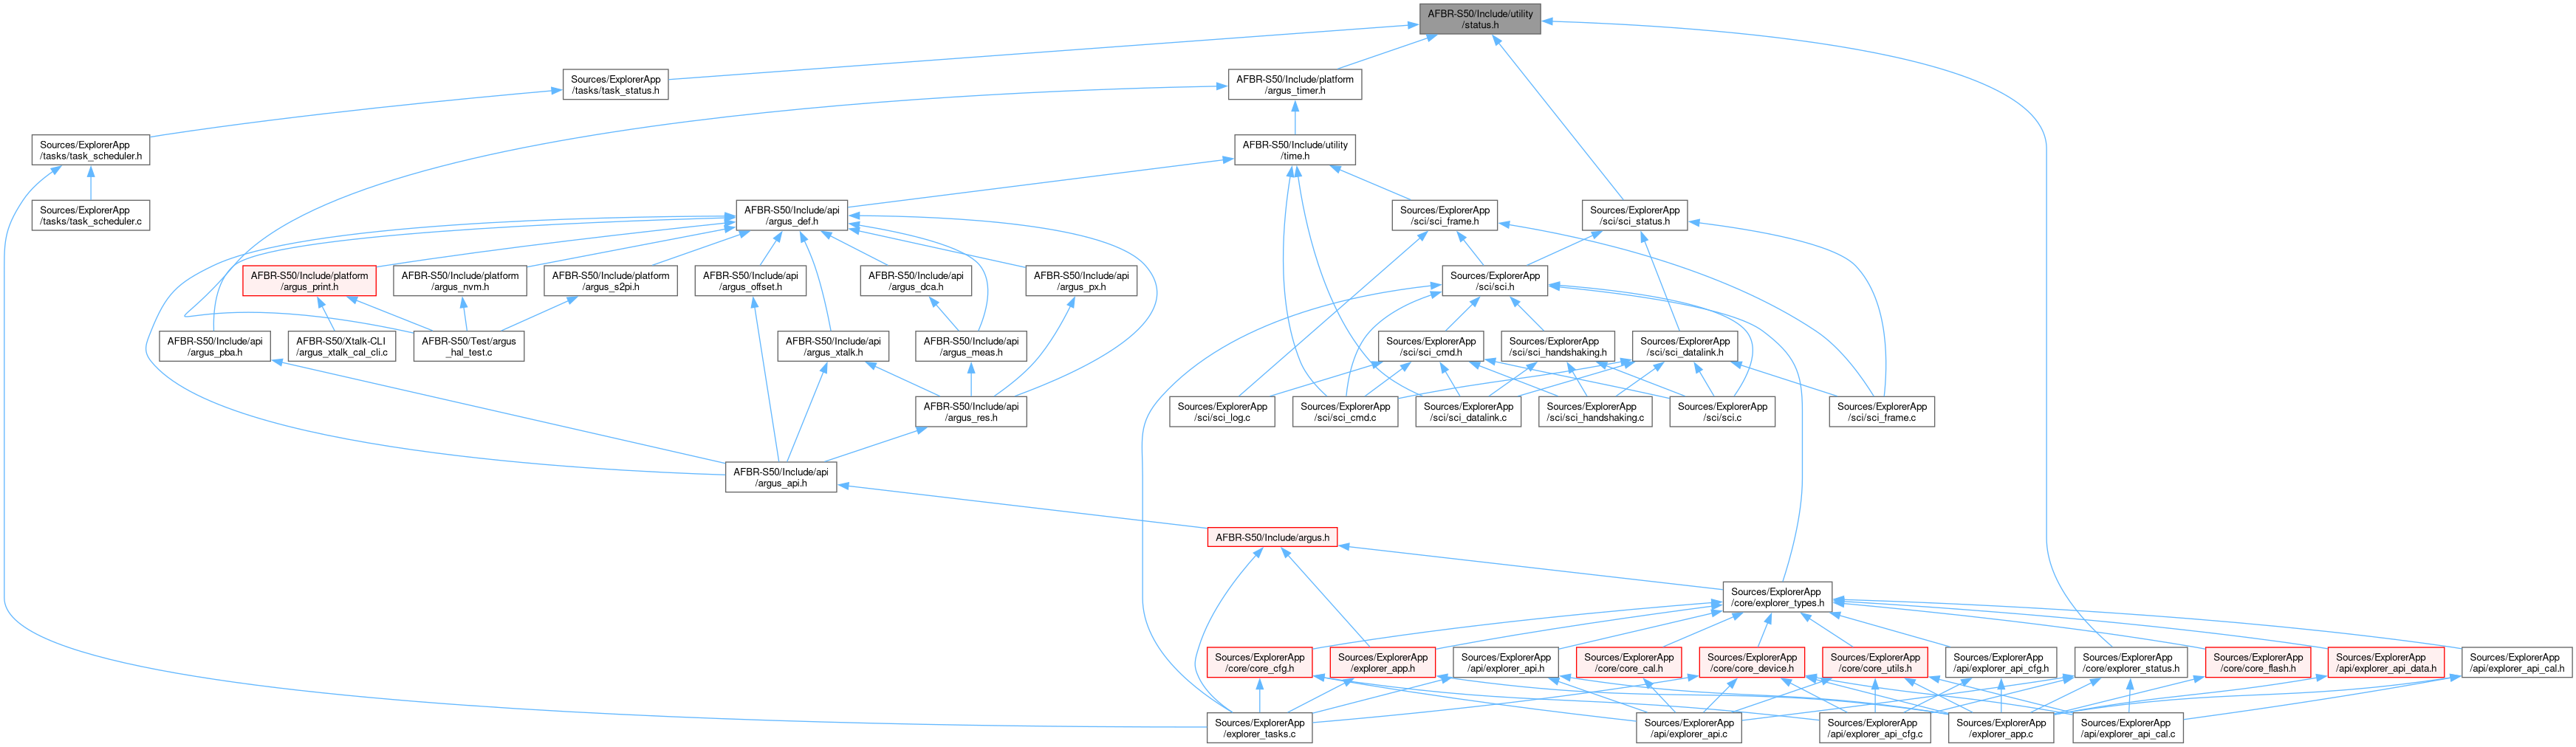 AFBR-S50/Include/utility
/status.h
Sources/ExplorerApp
/tasks/task_status.h
AFBR-S50/Include/platform
/argus_timer.h
Sources/ExplorerApp
/tasks/task_scheduler.h
AFBR-S50/Include/utility
/time.h
Sources/ExplorerApp
/tasks/task_scheduler.c
AFBR-S50/Include/api
/argus_def.h
Sources/ExplorerApp
/sci/sci_frame.h
Sources/ExplorerApp
/sci/sci_status.h
AFBR-S50/Include/platform
/argus_print.h
AFBR-S50/Include/platform
/argus_nvm.h
AFBR-S50/Include/platform
/argus_s2pi.h
AFBR-S50/Include/api
/argus_offset.h
AFBR-S50/Include/api
/argus_dca.h
AFBR-S50/Include/api
/argus_px.h
Sources/ExplorerApp
/sci/sci.h
AFBR-S50/Include/api
/argus_pba.h
AFBR-S50/Xtalk-CLI
/argus_xtalk_cal_cli.c
AFBR-S50/Test/argus
_hal_test.c
AFBR-S50/Include/api
/argus_xtalk.h
AFBR-S50/Include/api
/argus_meas.h
Sources/ExplorerApp
/sci/sci_cmd.h
Sources/ExplorerApp
/sci/sci_handshaking.h
Sources/ExplorerApp
/sci/sci_datalink.h
AFBR-S50/Include/api
/argus_res.h
Sources/ExplorerApp
/sci/sci_log.c
Sources/ExplorerApp
/sci/sci_cmd.c
Sources/ExplorerApp
/sci/sci_datalink.c
Sources/ExplorerApp
/sci/sci_handshaking.c
Sources/ExplorerApp
/sci/sci.c
Sources/ExplorerApp
/sci/sci_frame.c
AFBR-S50/Include/api
/argus_api.h
AFBR-S50/Include/argus.h
Sources/ExplorerApp
/core/explorer_types.h
Sources/ExplorerApp
/core/core_cfg.h
Sources/ExplorerApp
/explorer_app.h
Sources/ExplorerApp
/api/explorer_api.h
Sources/ExplorerApp
/core/core_cal.h
Sources/ExplorerApp
/core/core_device.h
Sources/ExplorerApp
/core/core_utils.h
Sources/ExplorerApp
/api/explorer_api_cfg.h
Sources/ExplorerApp
/core/explorer_status.h
Sources/ExplorerApp
/core/core_flash.h
Sources/ExplorerApp
/api/explorer_api_data.h
Sources/ExplorerApp
/api/explorer_api_cal.h
Sources/ExplorerApp
/explorer_tasks.c
Sources/ExplorerApp
/api/explorer_api.c
Sources/ExplorerApp
/api/explorer_api_cfg.c
Sources/ExplorerApp
/explorer_app.c
Sources/ExplorerApp
/api/explorer_api_cal.c